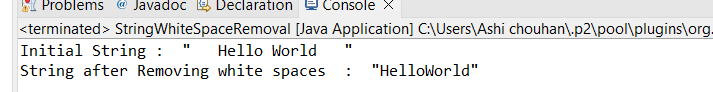 Problems @ Javadoc Declaration Console
<terminated> StringWhiteSpaceRemoval [Java Application] C:\Users\Ashi chouhan\.p2\pool\plugins\org.
Initial String :  "   Hello World   "
String after Removing white spaces  :  "HelloWorld"